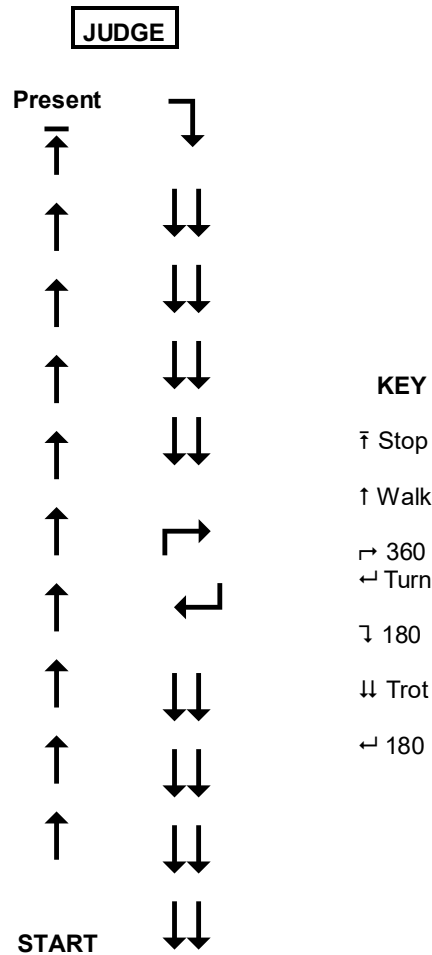 JUDGE
Present
START
KEY
⤒ Stop
↑ Walk
↱ 360
↵ Turn
↴ 180
⇊ Trot
↵ 180